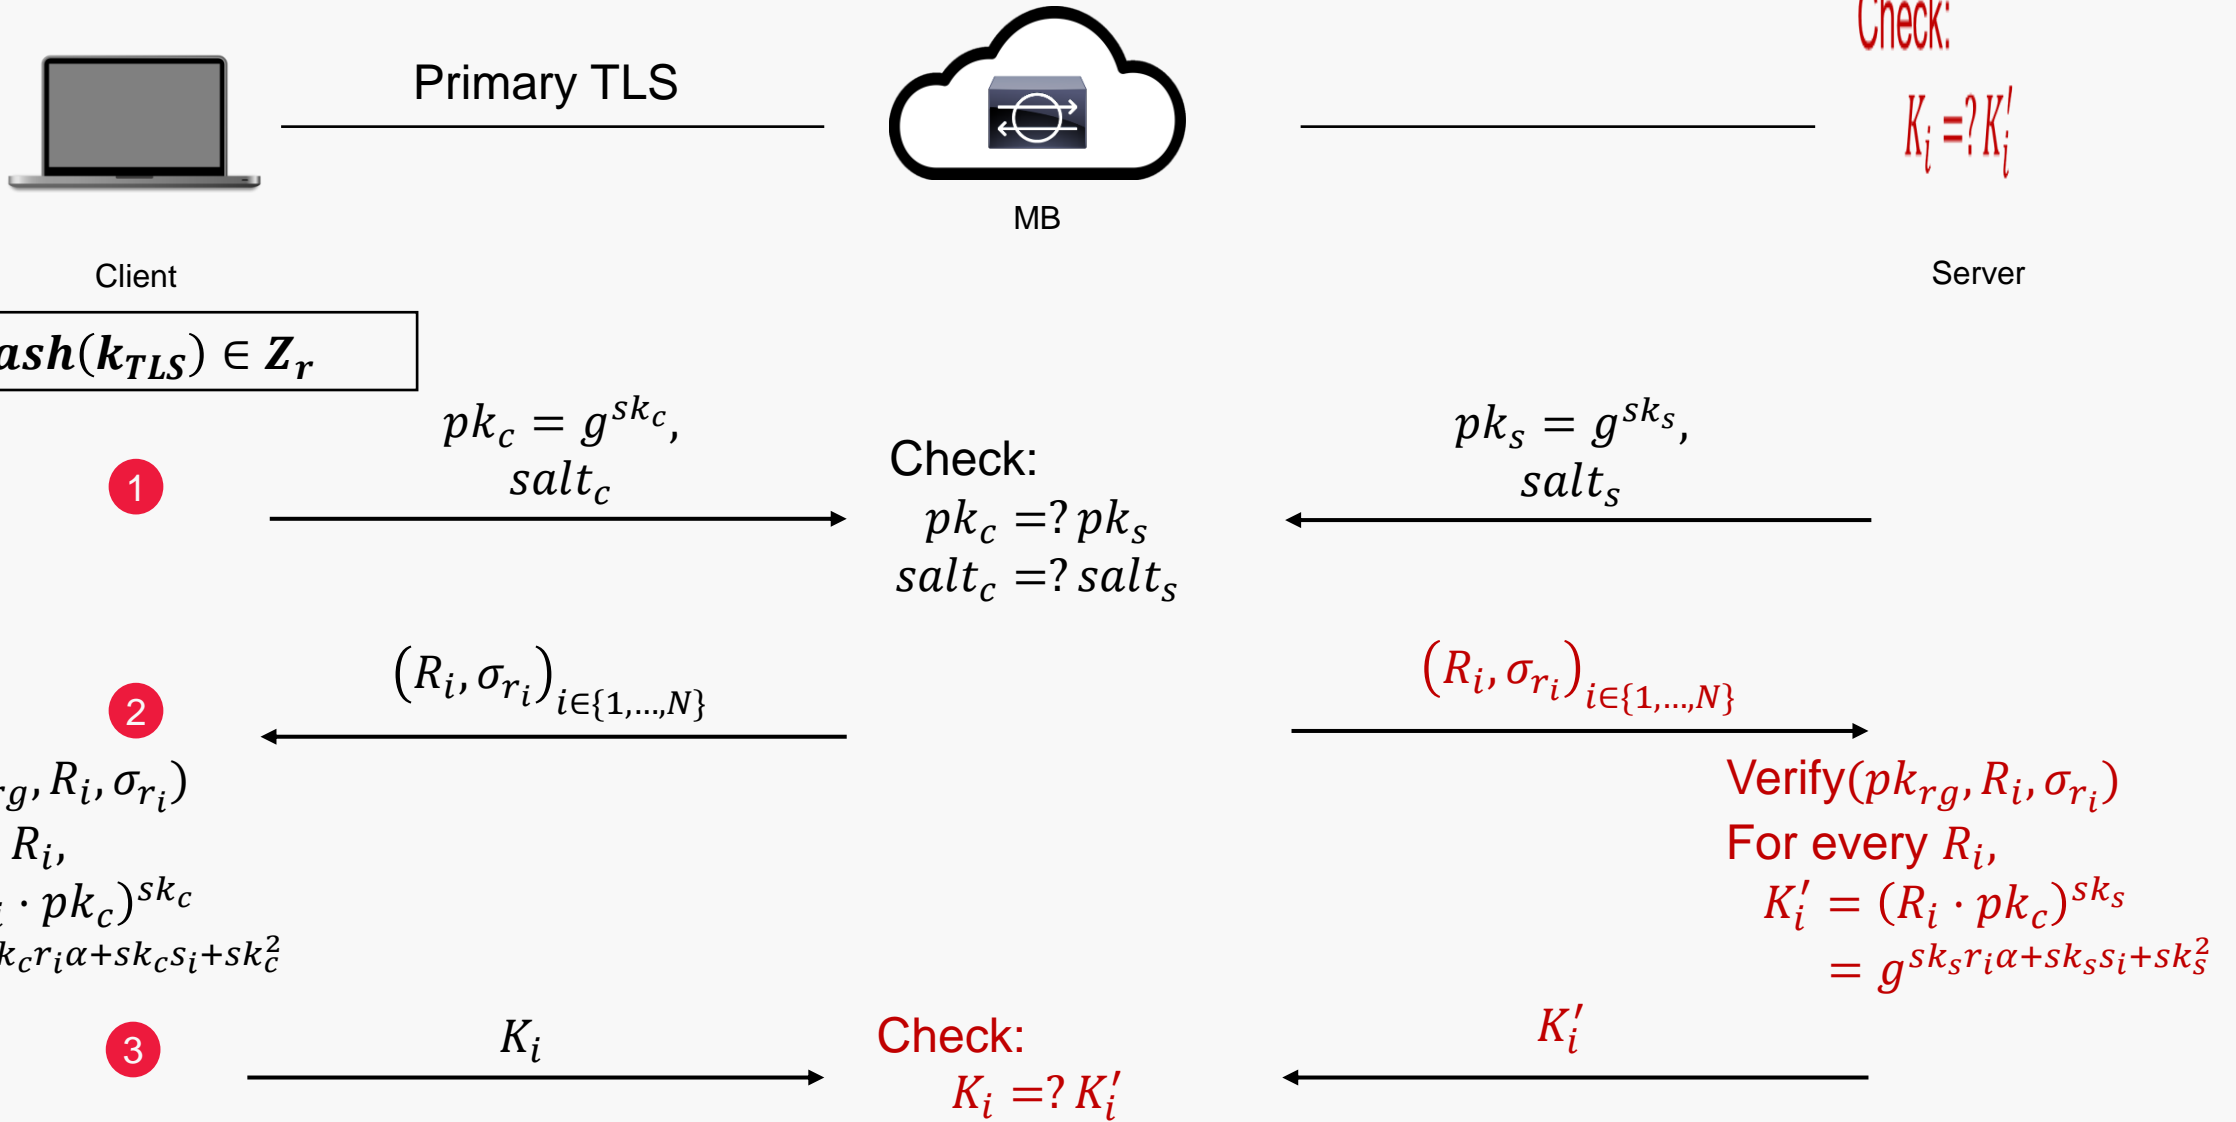 Check:
Primary TLS
K_i =? K_i'
MB
Client
Server
ash(k_{TLS}) ∈ Z_r
pk_c = g^{sk_c},
salt_c
pk_s = g^{sk_s},
salt_s
1
Check:
pk_c =? pk_s
salt_c =? salt_s
(R_i, σ_{r_i})_{i∈{1,…,N}}
(R_i, σ_{r_i})_{i∈{1,…,N}}
2
rg, R_i, σ_{r_i})
R_i,
i · pk_c)^{sk_c}
k_c r_i α+sk_c s_i+sk_c^2
Verify(pk_{rg}, R_i, σ_{r_i})
For every R_i,
K_i' = (R_i · pk_c)^{sk_s}
= g^{sk_s r_i α+sk_s s_i+sk_s^2}
3
K_i
Check:
K_i =? K_i'
K_i'